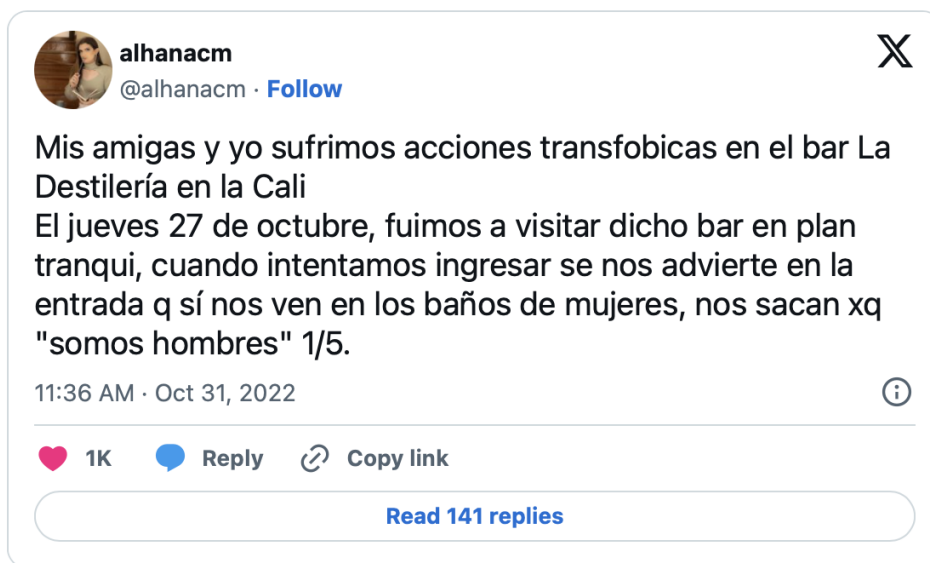 alhanacm
@alhanacm · Follow
Mis amigas y yo sufrimos acciones transfobicas en el bar La
Destilería en la Cali
El jueves 27 de octubre, fuimos a visitar dicho bar en plan
tranqui, cuando intentamos ingresar se nos advierte en la
entrada q sí nos ven en los baños de mujeres, nos sacan xq
"somos hombres" 1/5.
11:36 AM · Oct 31, 2022
1K Reply Copy link
Read 141 replies